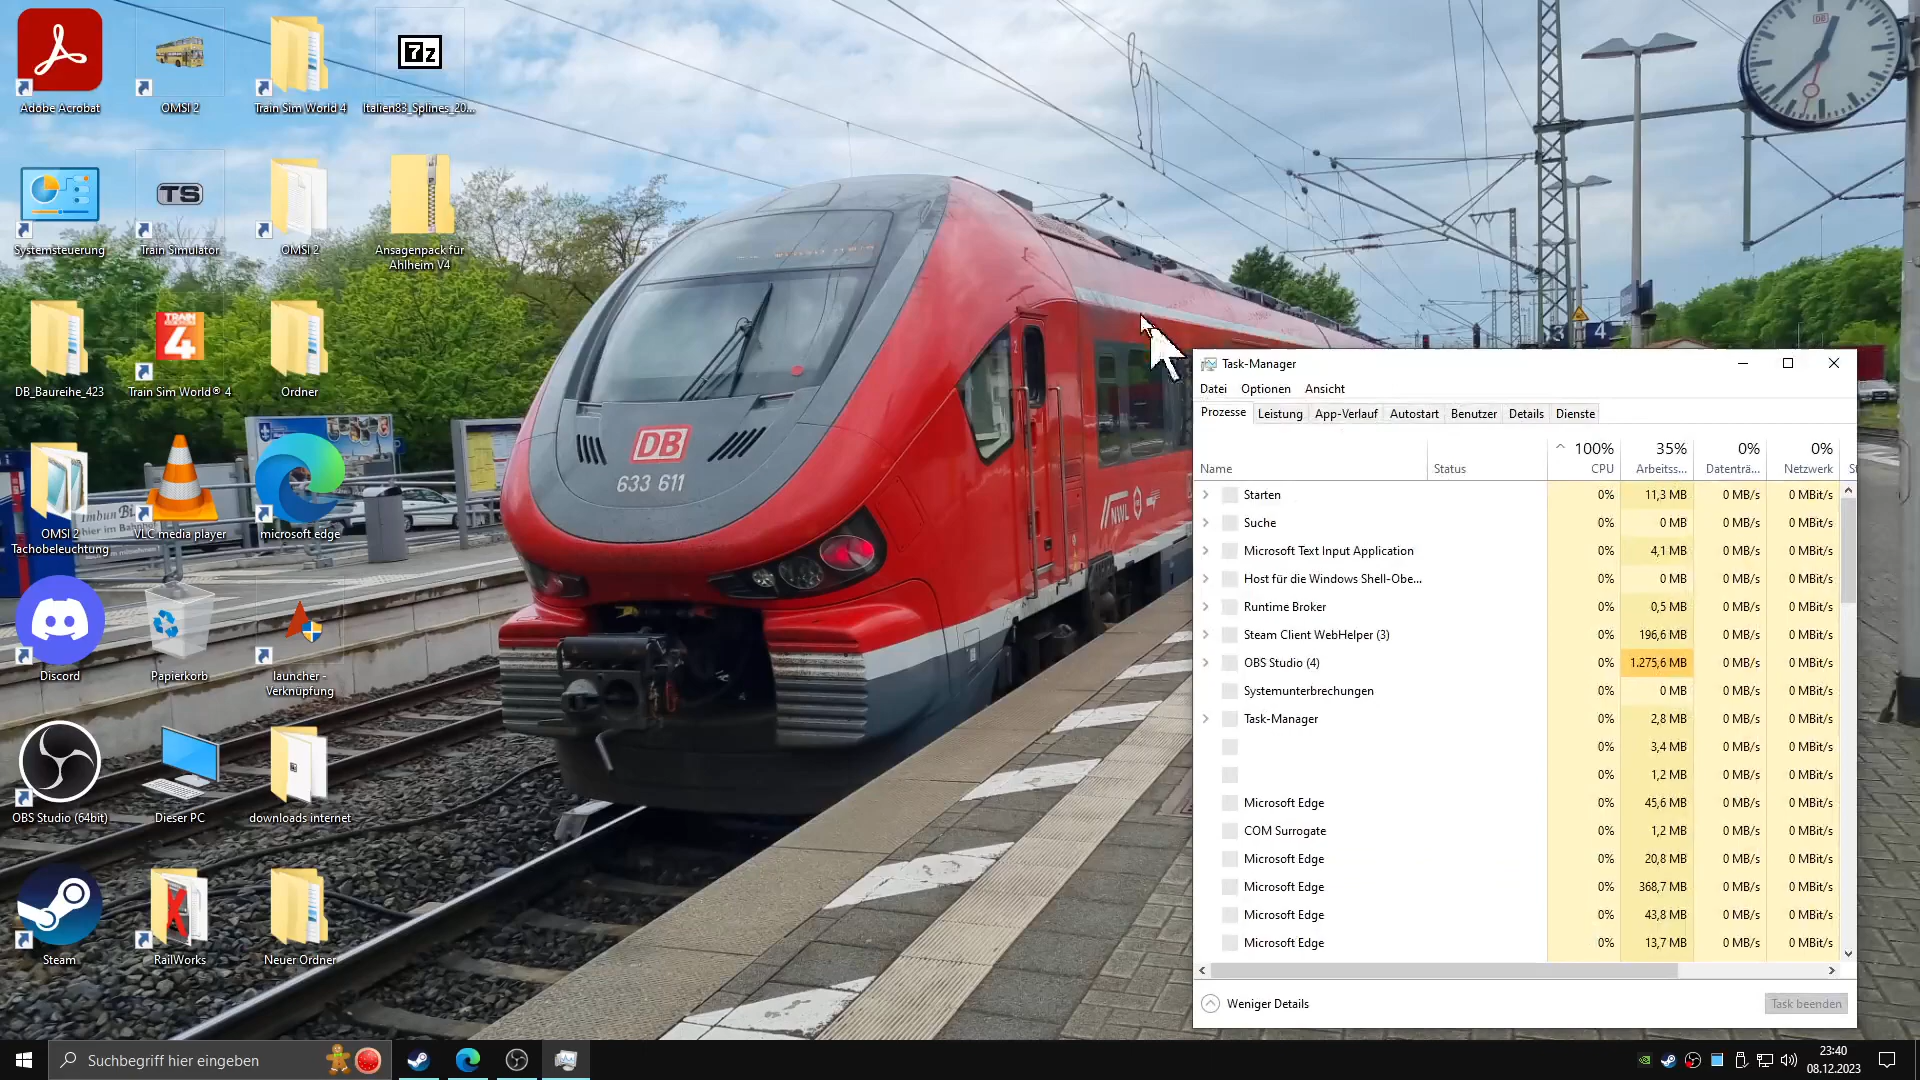 Adobe Acrobat
OMSI 2
Train Sim World 4
7z
Italien83_Splines_20...
Systemsteuerung
TS
Train Simulator
OMSI 2
Ansagenpack für
Ahlheim V4
DB_Baureihe_423
TRAIN
4
Train Sim World® 4
Ordner
OMSI 2
Tachobeleuchtung
VLC media player
microsoft edge
Discord
Papierkorb
launcher -
Verknüpfung
OBS Studio (64bit)
Dieser PC
downloads internet
Steam
RailWorks
Neuer Ordner
DB
633 611
NWL
2
DB
3
4
Task-Manager
Datei Optionen Ansicht
Prozesse Leistung App-Verlauf Autostart Benutzer Details Dienste
100% 35% 0% 0%
Name Status CPU Arbeitss... Datenträ... Netzwerk St
Starten 0% 11,3 MB 0 MB/s 0 MBit/s
Suche 0% 0 MB 0 MB/s 0 MBit/s
Microsoft Text Input Application 0% 4,1 MB 0 MB/s 0 MBit/s
Host für die Windows Shell-Obe... 0% 0 MB 0 MB/s 0 MBit/s
Runtime Broker 0% 0,5 MB 0 MB/s 0 MBit/s
Steam Client WebHelper (3) 0% 196,6 MB 0 MB/s 0 MBit/s
OBS Studio (4) 0% 1.275,6 MB 0 MB/s 0 MBit/s
Systemunterbrechungen 0% 0 MB 0 MB/s 0 MBit/s
Task-Manager 0% 2,8 MB 0 MB/s 0 MBit/s
0% 3,4 MB 0 MB/s 0 MBit/s
0% 1,2 MB 0 MB/s 0 MBit/s
Microsoft Edge 0% 45,6 MB 0 MB/s 0 MBit/s
COM Surrogate 0% 1,2 MB 0 MB/s 0 MBit/s
Microsoft Edge 0% 20,8 MB 0 MB/s 0 MBit/s
Microsoft Edge 0% 368,7 MB 0 MB/s 0 MBit/s
Microsoft Edge 0% 43,8 MB 0 MB/s 0 MBit/s
Microsoft Edge 0% 13,7 MB 0 MB/s 0 MBit/s
Weniger Details
Task beenden
Suchbegriff hier eingeben
23:40
08.12.2023